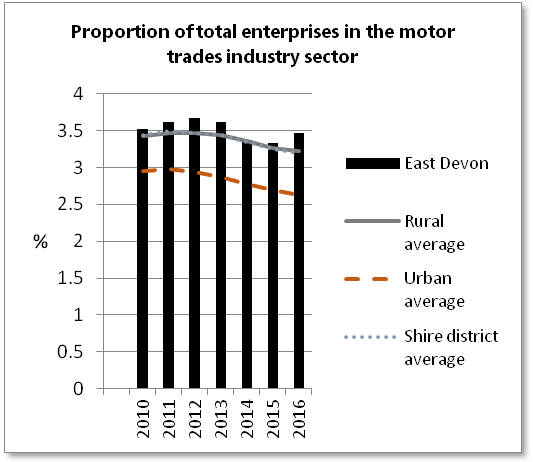 Proportion of total enterprises in the motor
trades industry sector
4
3.5
3
2.5
2
1.5
1
0.5
0
%
2010
2011
2012
2013
2014
2015
2016
East Devon
Rural
average
Urban
average
Shire district
average